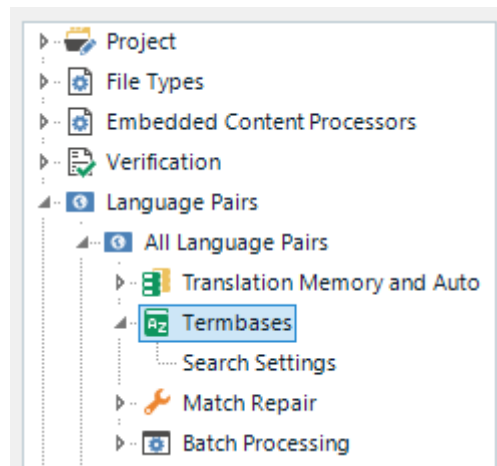 Project
File Types
Embedded Content Processors
Verification
Language Pairs
All Language Pairs
Translation Memory and Auto
AZ Termbases
Search Settings
Match Repair
Batch Processing